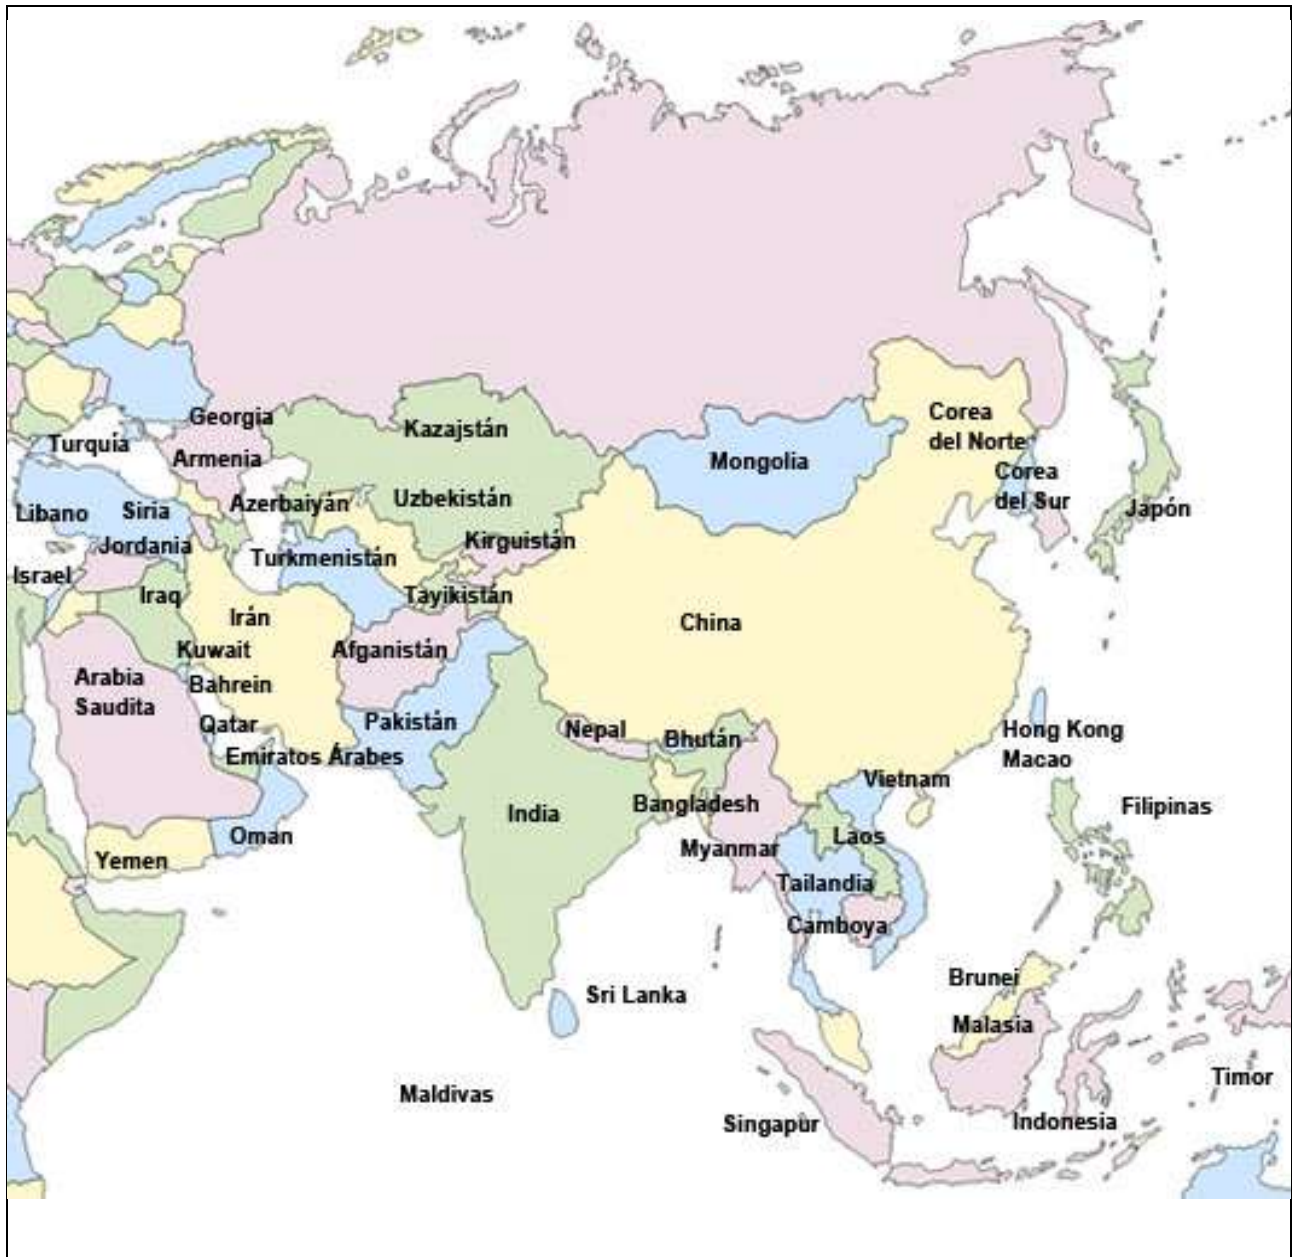 Georgia
Turquía
Armenia
Kazajstán
Corea
del Norte
Mongolia
Corea
del Sur
Libano
Siria
Azerbaiyán
Uzbekistán
Japón
Jordania
Turkmenistán
Kirguistán
Israel
Iraq
Irán
Tayikistán
China
Kuwait
Afganistán
Arabia
Saudita
Bahrein
Qatar
Pakistán
Nepal
Bhután
Hong Kong
Macao
Emiratos Árabes
Vietnam
India
Bangladesh
Filipinas
Oman
Laos
Yemen
Myanmar
Tailandia
Camboya
Brunei
Sri Lanka
Malasia
Timor
Maldivas
Singapur
Indonesia